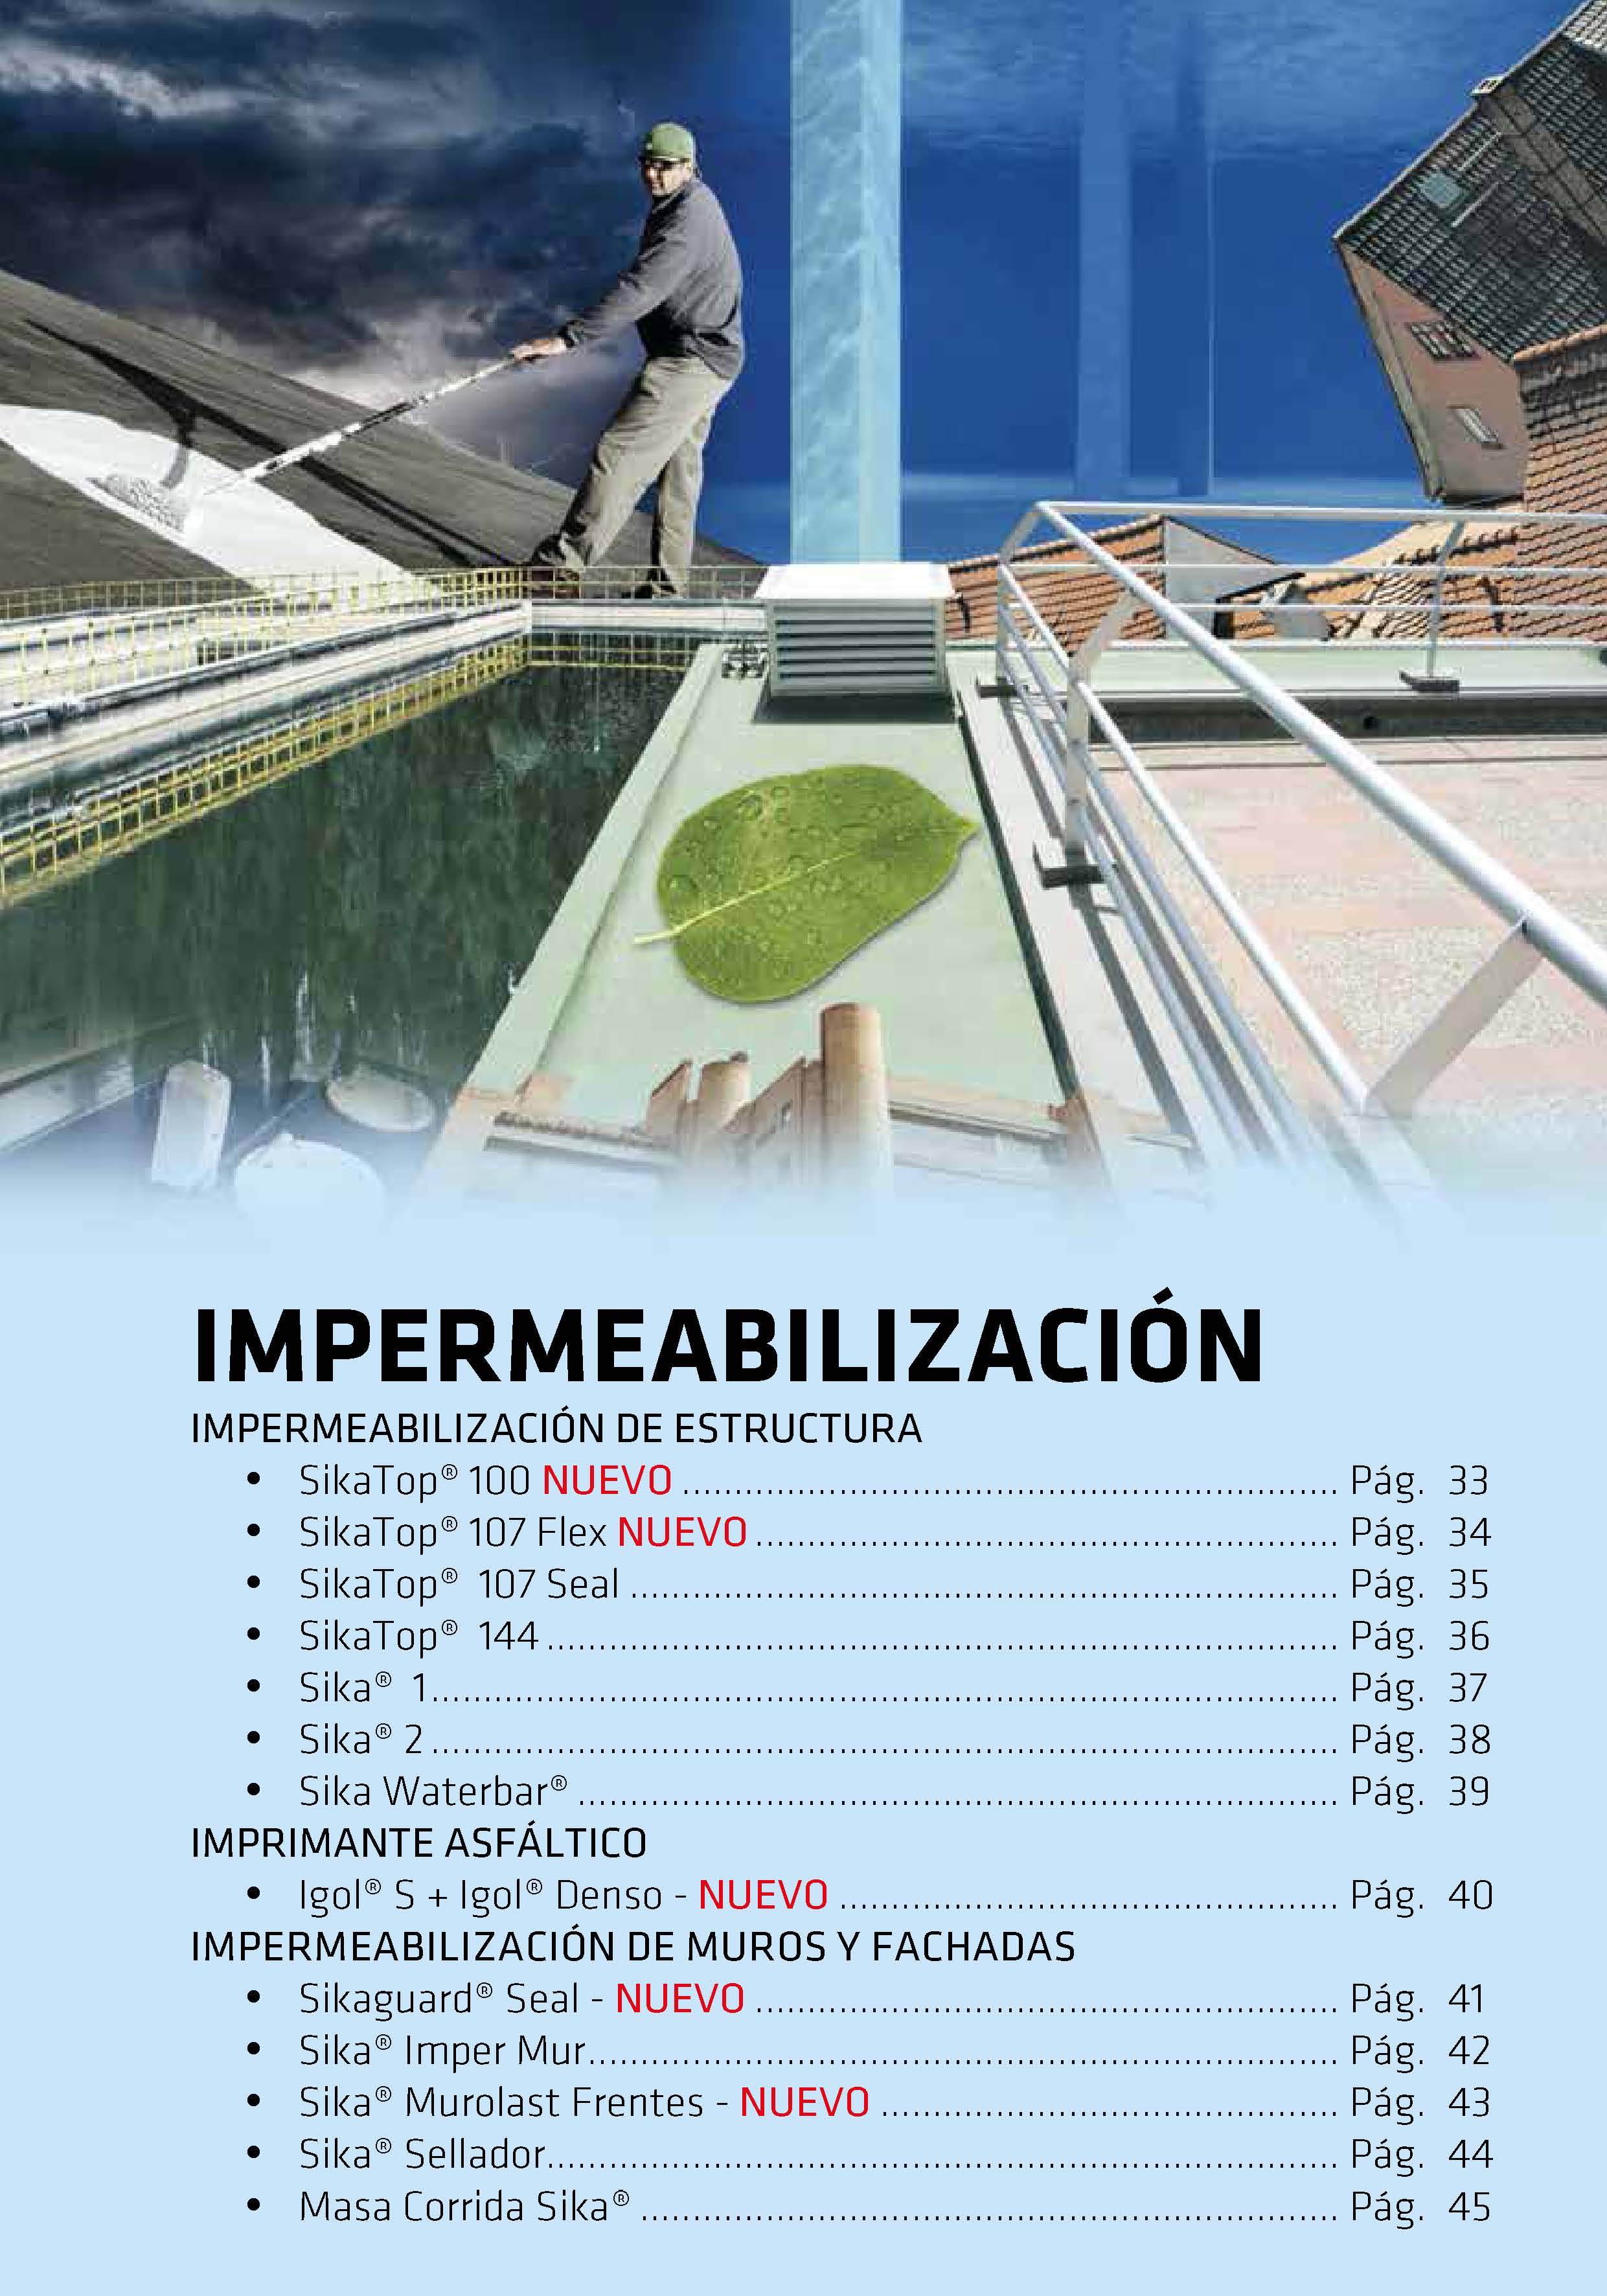 IMPERMEABILIZACIÓN
IMPERMEABILIZACIÓN DE ESTRUCTURA
• SikaTop® 100 NUEVO ............................................................... Pág. 33
• SikaTop® 107 Flex NUEVO ........................................................ Pág. 34
• SikaTop® 107 Seal .................................................................... Pág. 35
• SikaTop® 144 ............................................................................ Pág. 36
• Sika® 1....................................................................................... Pág. 37
• Sika® 2 ....................................................................................... Pág. 38
• Sika Waterbar® ......................................................................... Pág. 39
IMPRIMANTE ASFÁLTICO
• Igol® S + Igol® Denso - NUEVO ................................................ Pág. 40
IMPERMEABILIZACIÓN DE MUROS Y FACHADAS
• Sikaguard® Seal - NUEVO ........................................................ Pág. 41
• Sika® Imper Mur........................................................................ Pág. 42
• Sika® Murolast Frentes - NUEVO ............................................ Pág. 43
• Sika® Sellador............................................................................ Pág. 44
• Masa Corrida Sika® ................................................................... Pág. 45